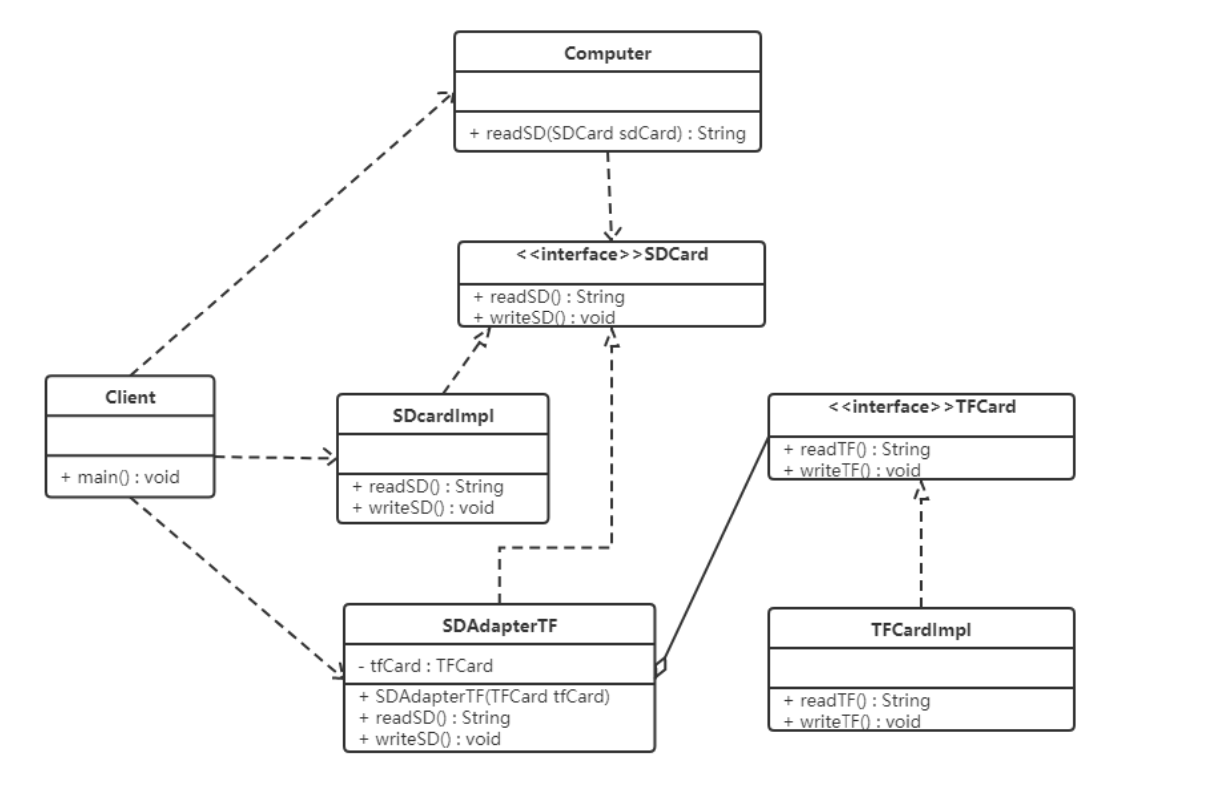 Computer
+ readSD(SDCard sdCard) : String
<<interface>>SDCard
+ readSD() : String
+ writeSD() : void
Client
+ main() : void
SDcardImpl
+ readSD() : String
+ writeSD() : void
<<interface>>TFCard
+ readTF() : String
+ writeTF() : void
SDAdapterTF
- tfCard : TFCard
+ SDAdapterTF(TFCard tfCard)
+ readSD() : String
+ writeSD() : void
TFCardImpl
+ readTF() : String
+ writeTF() : void